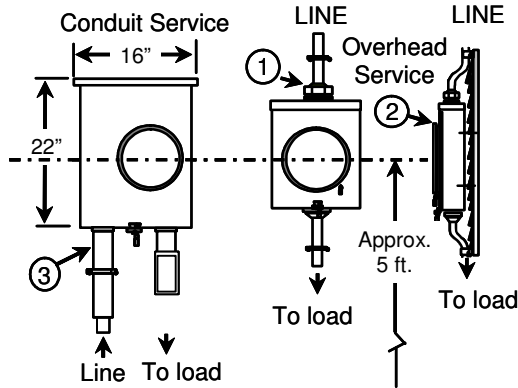 Conduit Service
16”
22”
3
Line
To load
LINE
1
To load
Overhead
Service
2
LINE
Approx.
5 ft.
To load